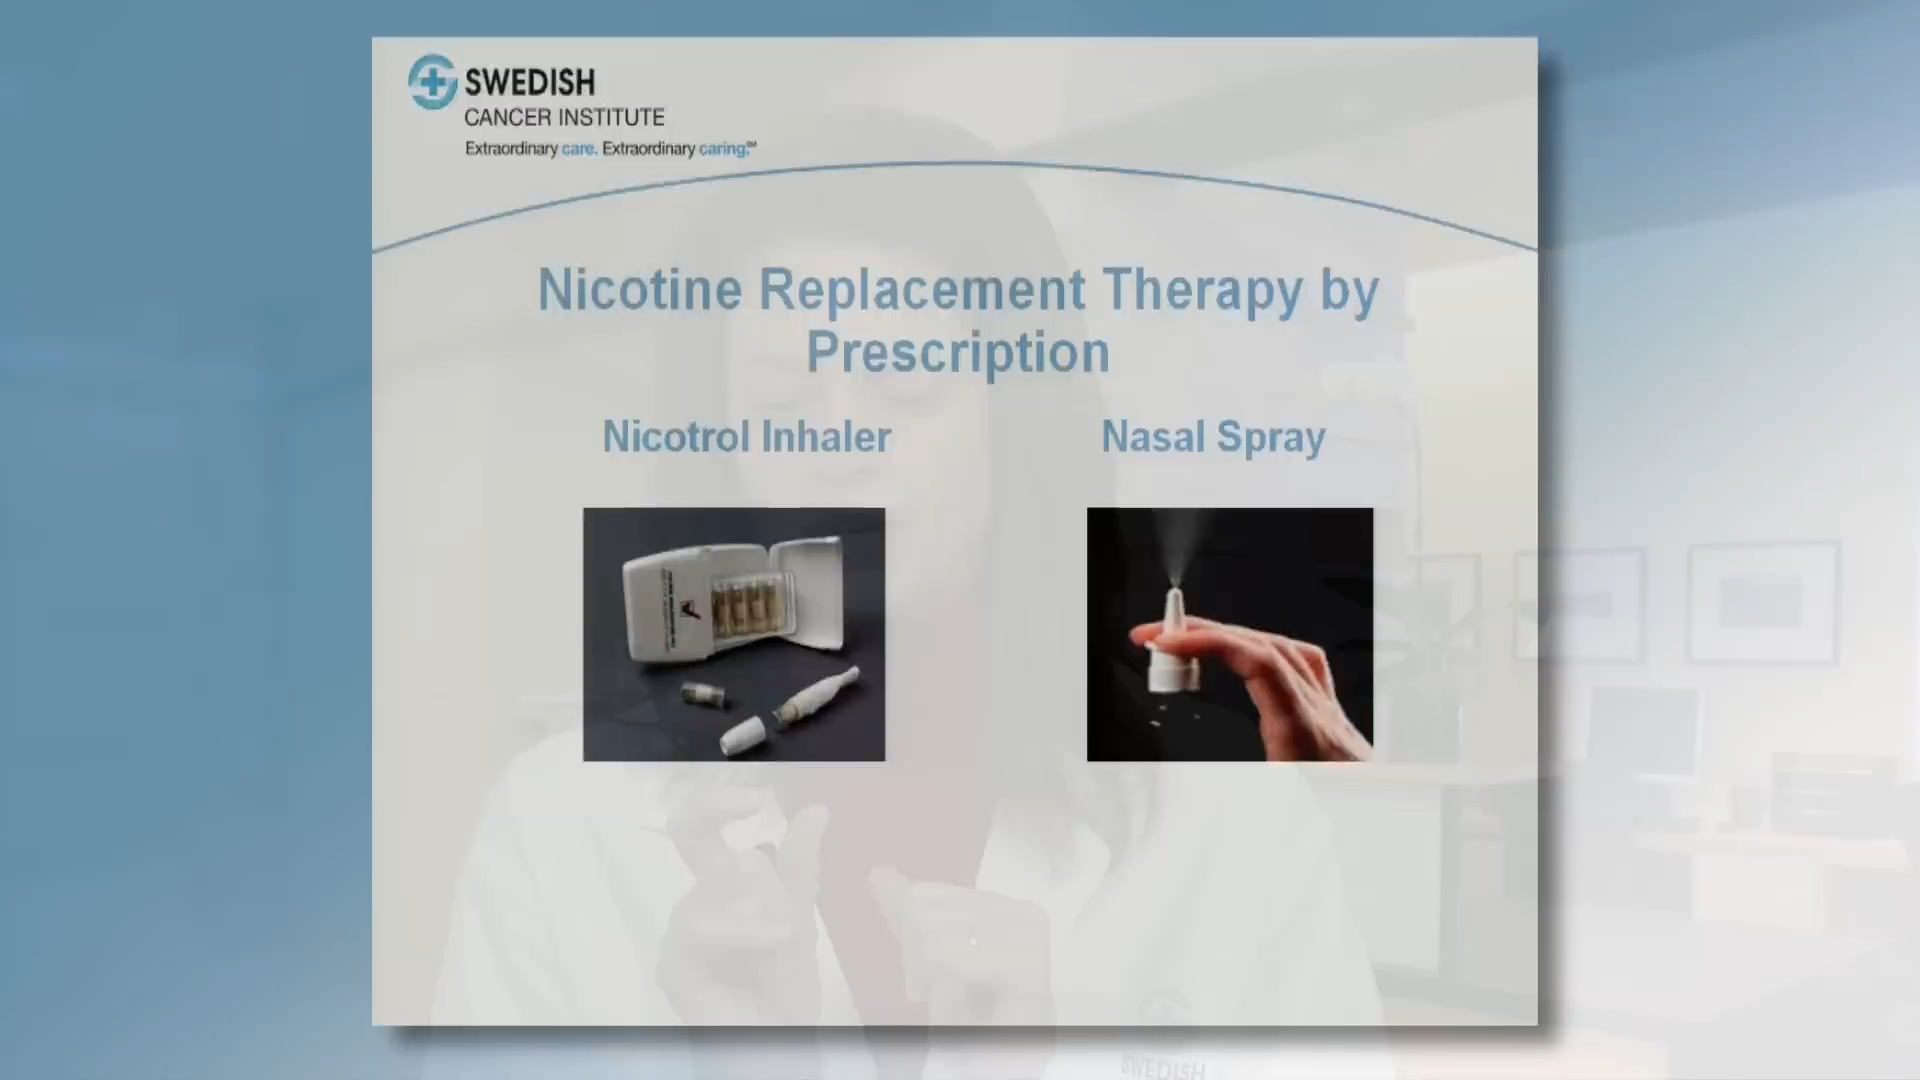 SWEDISH
CANCER INSTITUTE
Extraordinary care. Extraordinary caring.℠
Nicotine Replacement Therapy by
Prescription
Nicotrol Inhaler
Nasal Spray
SWEDISH